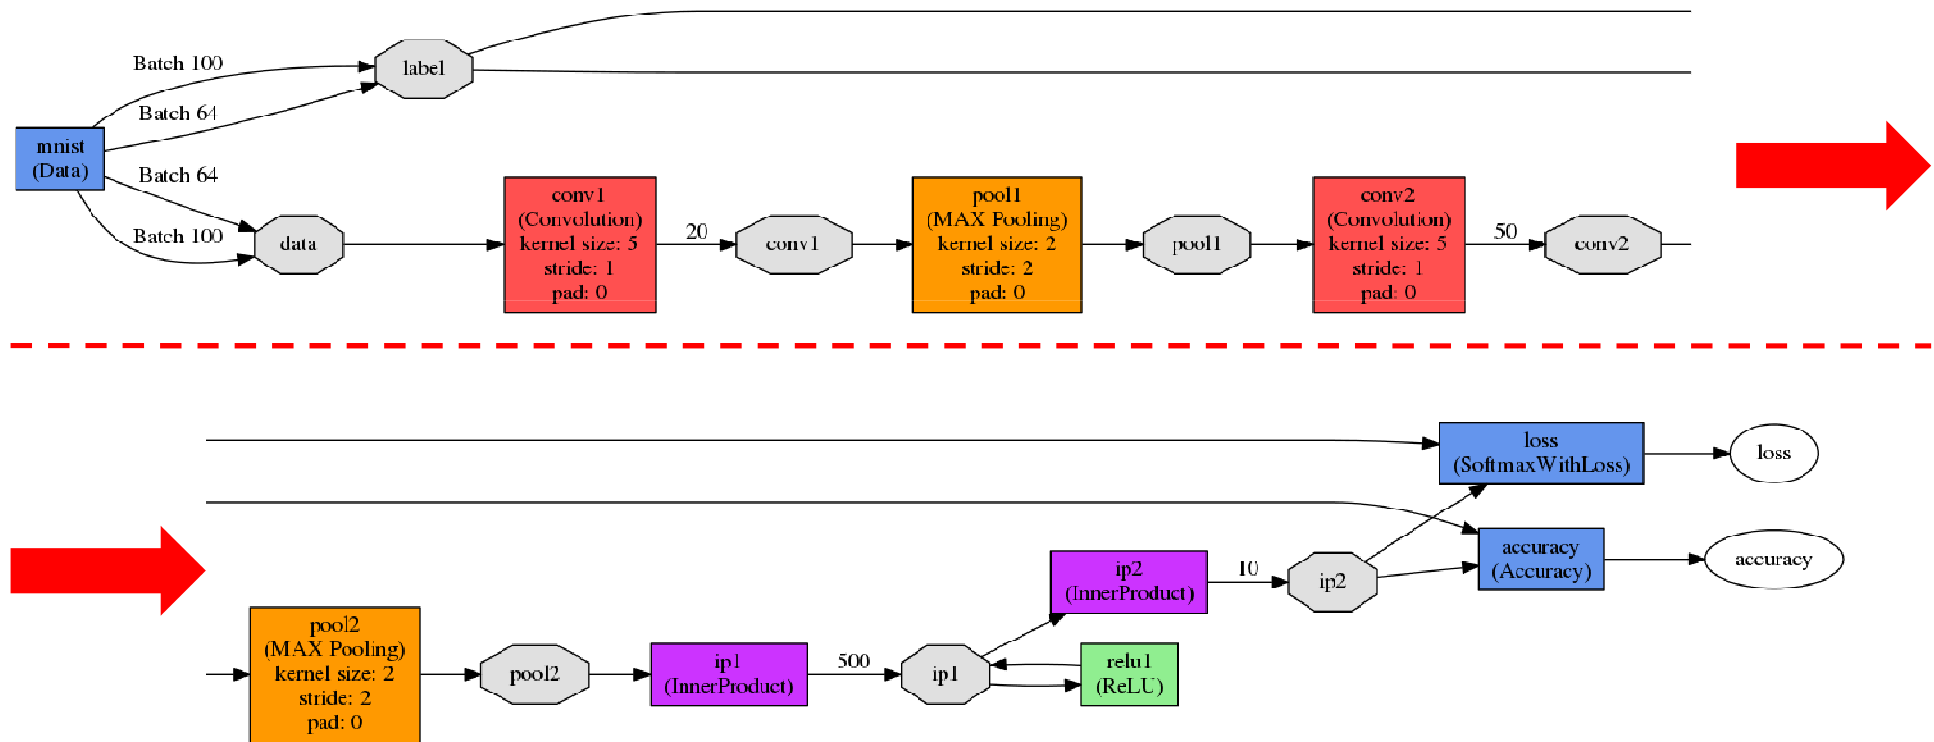 Batch 100
label
Batch 64
mnist
(Data)
Batch 64
Batch 100
data
conv1
(Convolution)
kernel size: 5
stride: 1
pad: 0
20
conv1
pool1
(MAX Pooling)
kernel size: 2
stride: 2
pad: 0
pool1
conv2
(Convolution)
kernel size: 5
stride: 1
pad: 0
50
conv2
pool2
(MAX Pooling)
kernel size: 2
stride: 2
pad: 0
pool2
ip1
(InnerProduct)
500
ip1
relu1
(ReLU)
ip2
(InnerProduct)
10
ip2
loss
(SoftmaxWithLoss)
loss
accuracy
(Accuracy)
accuracy